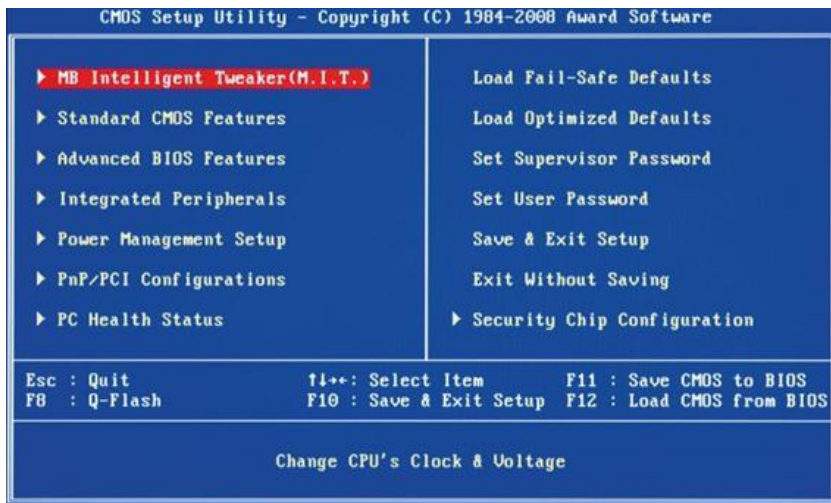 CMOS Setup Utility - Copyright (C) 1984-2008 Award Software
▶ MB Intelligent Tweaker(M.I.T.)
▶ Standard CMOS Features
▶ Advanced BIOS Features
▶ Integrated Peripherals
▶ Power Management Setup
▶ PnP/PCI Configurations
▶ PC Health Status
Load Fail-Safe Defaults
Load Optimized Defaults
Set Supervisor Password
Set User Password
Save & Exit Setup
Exit Without Saving
▶ Security Chip Configuration
Esc : Quit ↑↓→←: Select Item F11 : Save CMOS to BIOS
F8 : Q-Flash F10 : Save & Exit Setup F12 : Load CMOS from BIOS
Change CPU's Clock & Voltage